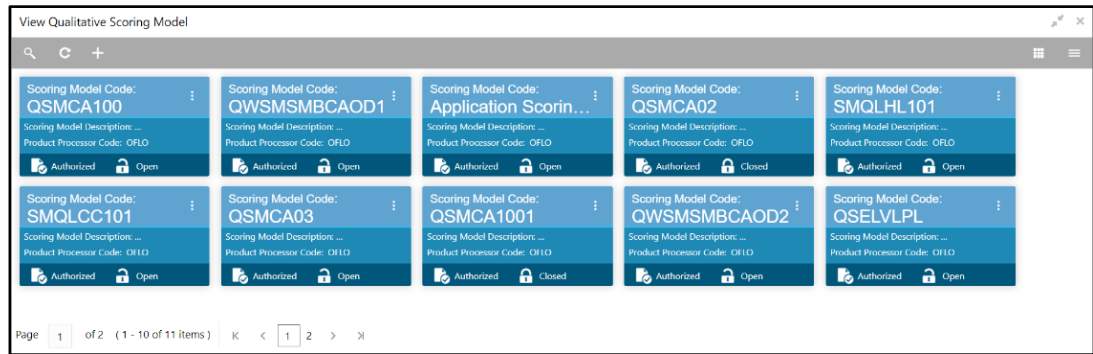 View Qualitative Scoring Model
Scoring Model Code:
QSMCA100
Scoring Model Description: ...
Product Processor Code: OFLO
Authorized Open
Scoring Model Code:
QWSMSMBCAOD1
Scoring Model Description: ...
Product Processor Code: OFLO
Authorized Open
Scoring Model Code:
Application Scorin...
Scoring Model Description: ...
Product Processor Code: OFLO
Authorized Open
Scoring Model Code:
QSMCA02
Scoring Model Description: ...
Product Processor Code: OFLO
Authorized Closed
Scoring Model Code:
SMQLHL101
Scoring Model Description: ...
Product Processor Code: OFLO
Authorized Open
Scoring Model Code:
SMQLCC101
Scoring Model Description: ...
Product Processor Code: OFLO
Authorized Open
Scoring Model Code:
QSMCA03
Scoring Model Description: ...
Product Processor Code: OFLO
Authorized Open
Scoring Model Code:
QSMCA1001
Scoring Model Description: ...
Product Processor Code: OFLO
Authorized Closed
Scoring Model Code:
QWSMSMBCAOD2
Scoring Model Description: ...
Product Processor Code: OFLO
Authorized Open
Scoring Model Code:
QSELVLPL
Scoring Model Description: ...
Product Processor Code: OFLO
Authorized Open
Page 1 of 2 ( 1 - 10 of 11 items ) 1 2